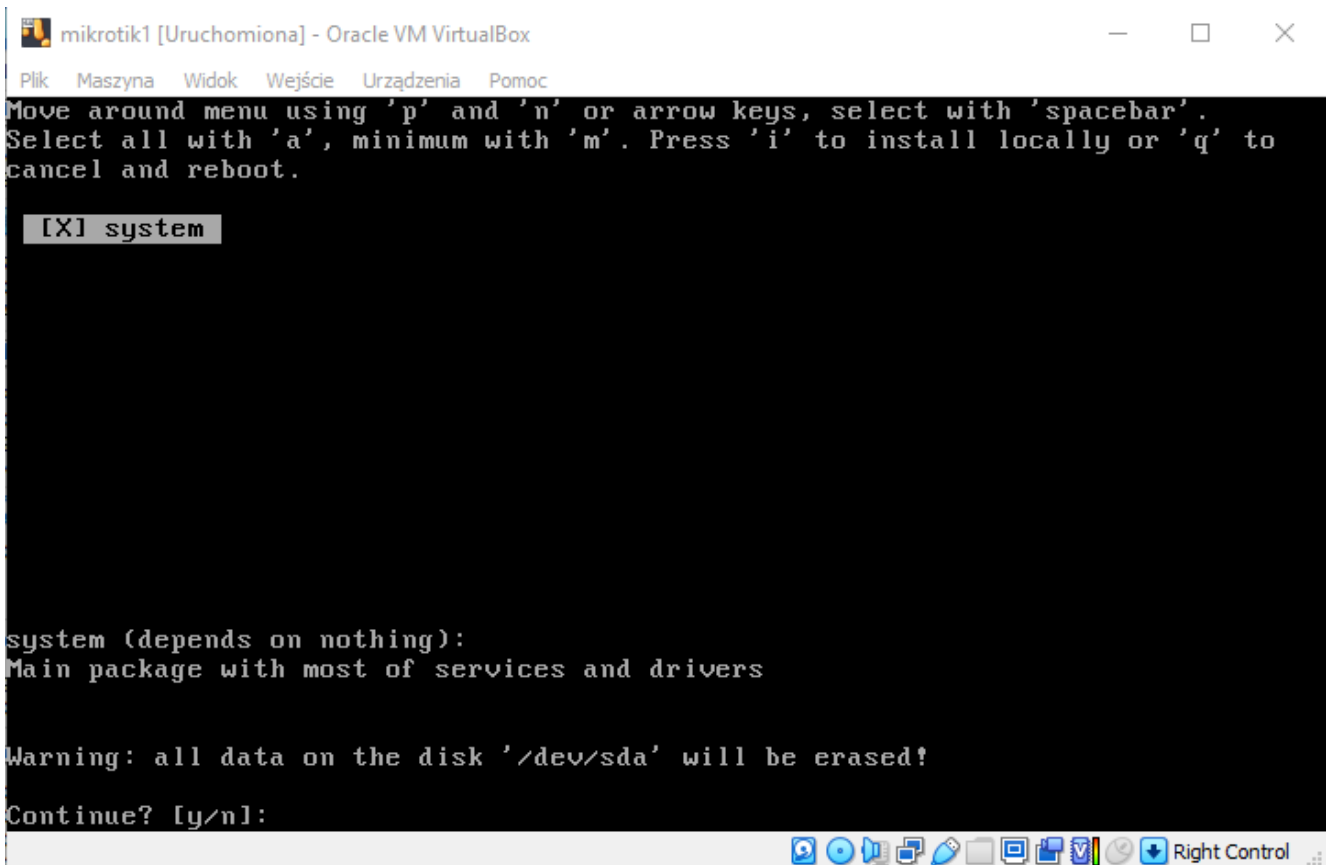 mikrotik1 [Uruchomiona] - Oracle VM VirtualBox
Plik Maszyna Widok Wejście Urządzenia Pomoc
Move around menu using 'p' and 'n' or arrow keys, select with 'spacebar'.
Select all with 'a', minimum with 'm'. Press 'i' to install locally or 'q' to
cancel and reboot.
[X] system
system (depends on nothing):
Main package with most of services and drivers
Warning: all data on the disk '/dev/sda' will be erased!
Continue? [y/n]:
Right Control